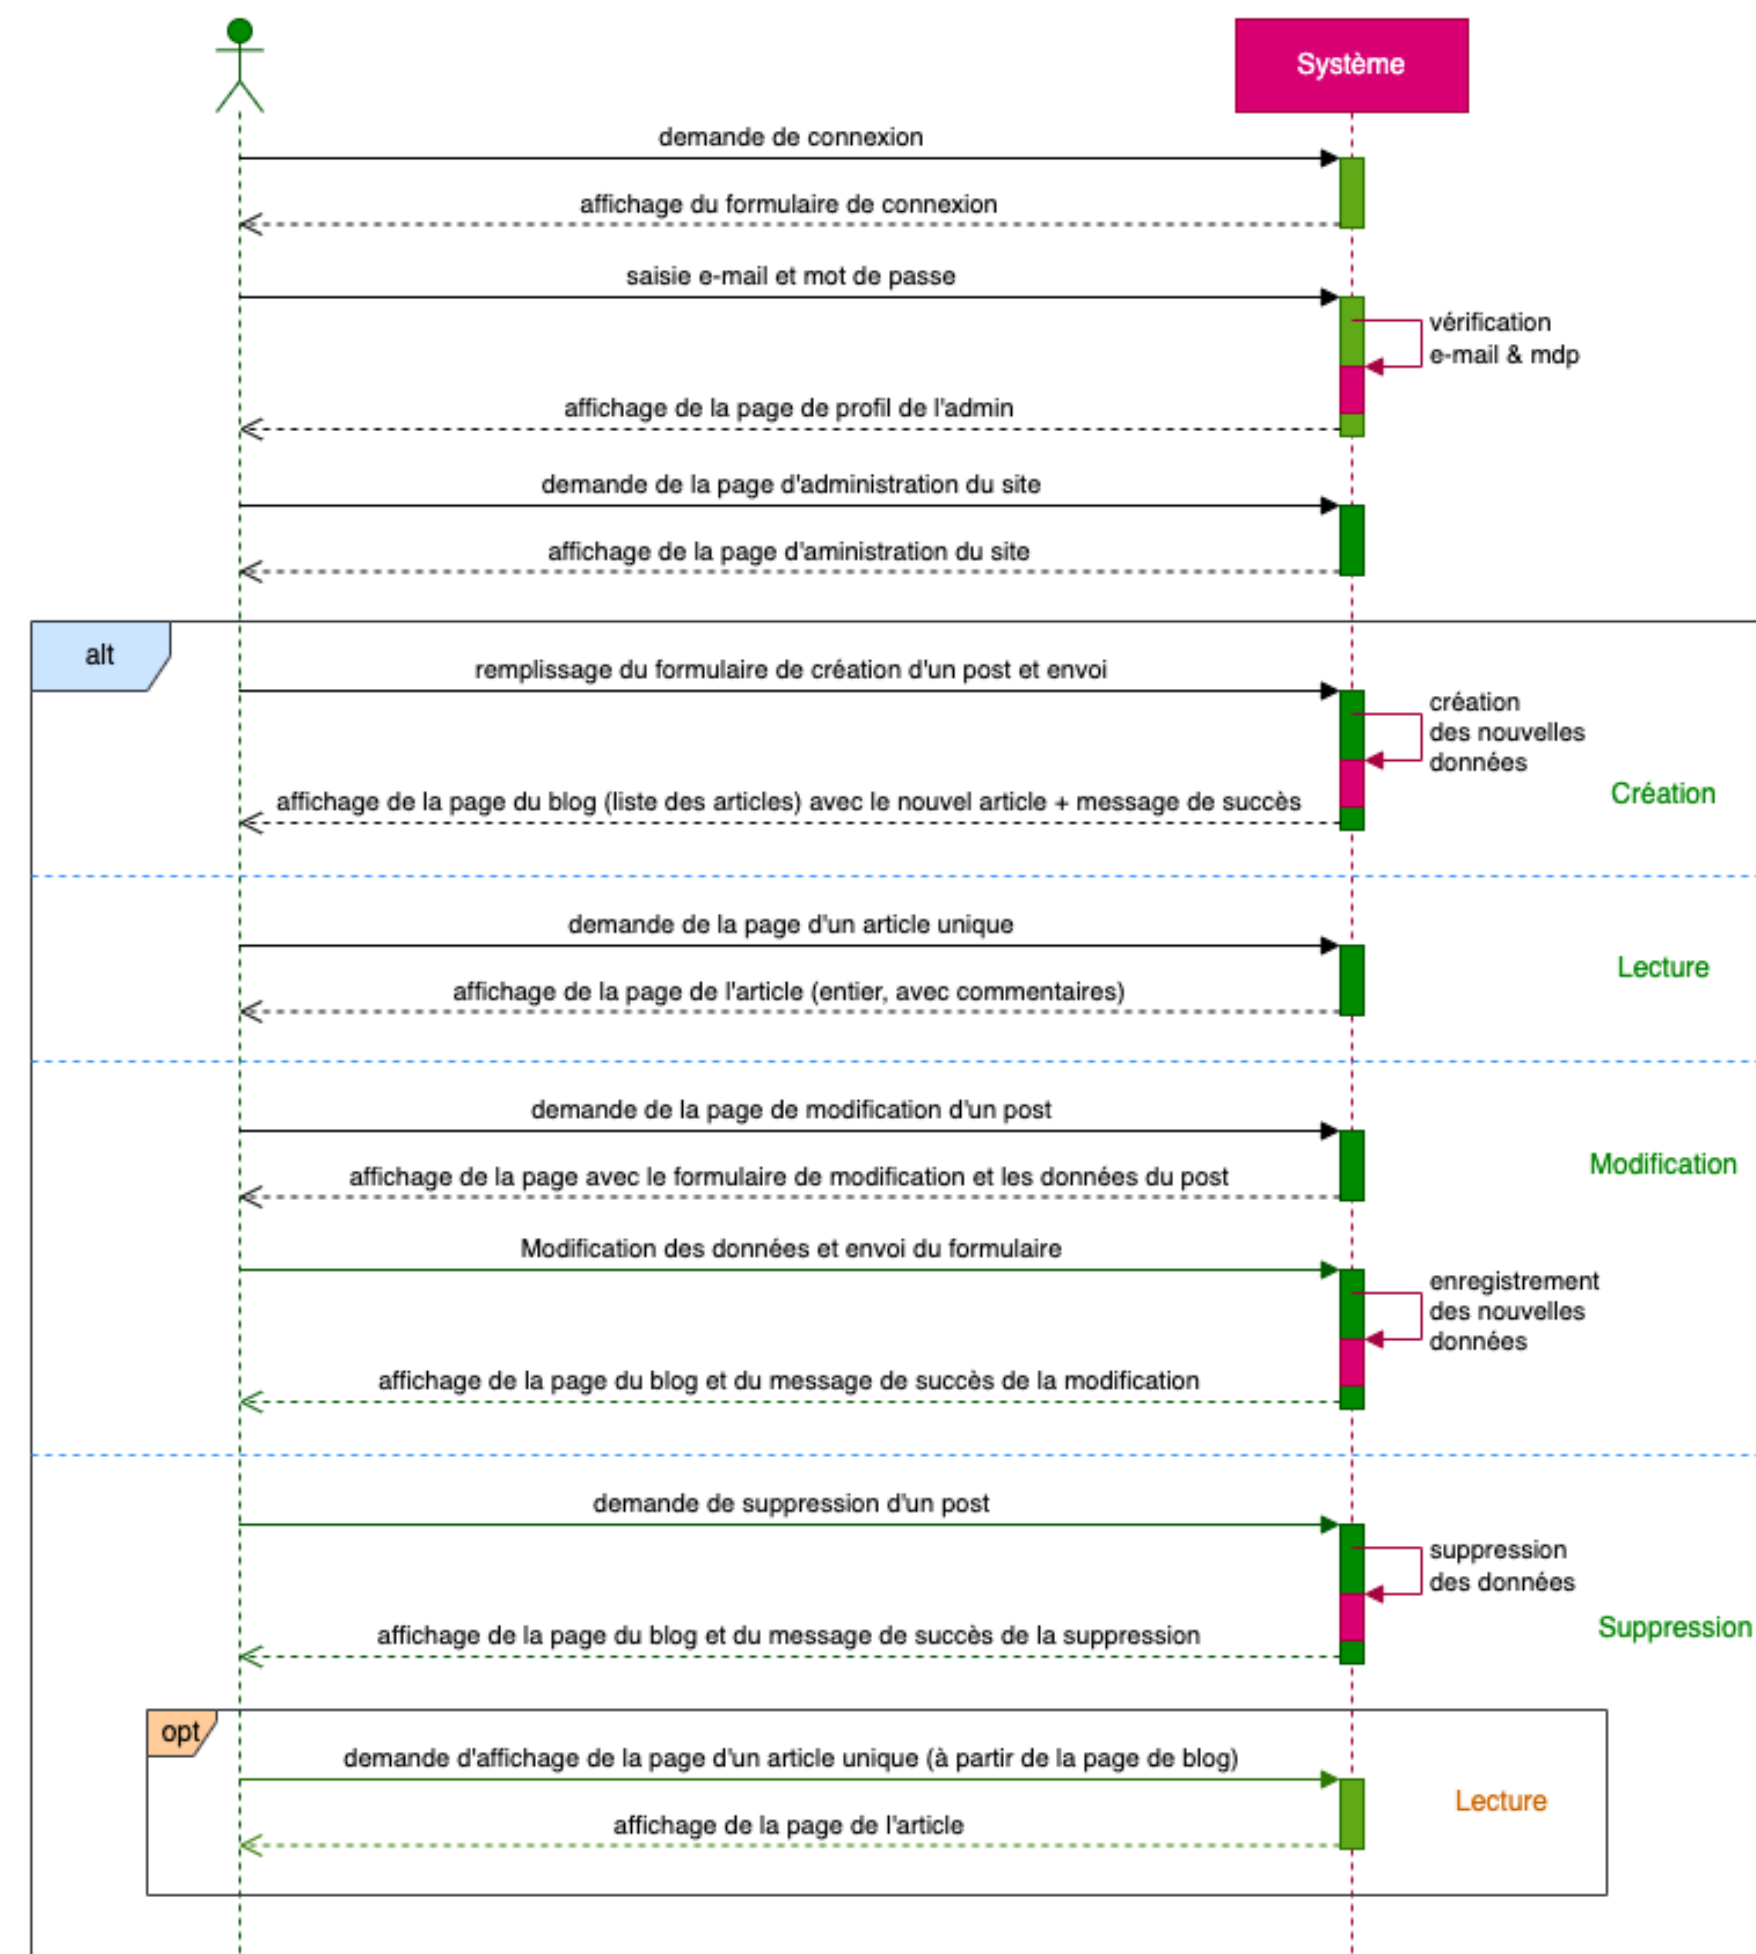 Système
demande de connexion
affichage du formulaire de connexion
saisie e-mail et mot de passe
vérification
e-mail & mdp
affichage de la page de profil de l'admin
demande de la page d'administration du site
affichage de la page d'aministration du site
alt
remplissage du formulaire de création d'un post et envoi
création
des nouvelles
données
Création
affichage de la page du blog (liste des articles) avec le nouvel article + message de succès
demande de la page d'un article unique
Lecture
affichage de la page de l'article (entier, avec commentaires)
demande de la page de modification d'un post
Modification
affichage de la page avec le formulaire de modification et les données du post
Modification des données et envoi du formulaire
enregistrement
des nouvelles
données
affichage de la page du blog et du message de succès de la modification
demande de suppression d'un post
suppression
des données
Suppression
affichage de la page du blog et du message de succès de la suppression
opt
demande d'affichage de la page d'un article unique (à partir de la page de blog)
Lecture
affichage de la page de l'article